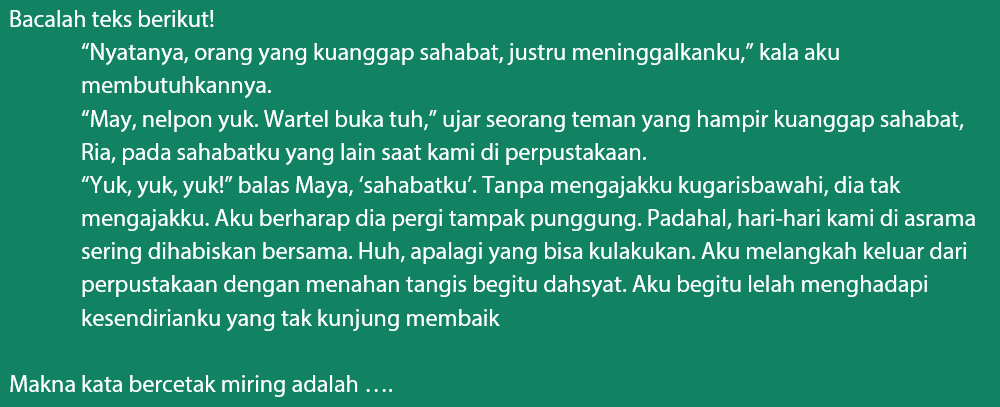 Bacalah teks berikut!
“Nyatanya, orang yang kuanggap sahabat, justru meninggalkanku,” kala aku
membutuhkannya.
“May, nelpon yuk. Wartel buka tuh,” ujar seorang teman yang hampir kuanggap sahabat,
Ria, pada sahabatku yang lain saat kami di perpustakaan.
“Yuk, yuk, yuk!” balas Maya, ‘sahabatku’. Tanpa mengajakku kugarisbawahi, dia tak
mengajakku. Aku berharap dia pergi tampak punggung. Padahal, hari-hari kami di asrama
sering dihabiskan bersama. Huh, apalagi yang bisa kulakukan. Aku melangkah keluar dari
perpustakaan dengan menahan tangis begitu dahsyat. Aku begitu lelah menghadapi
kesendirianku yang tak kunjung membaik
Makna kata bercetak miring adalah ….